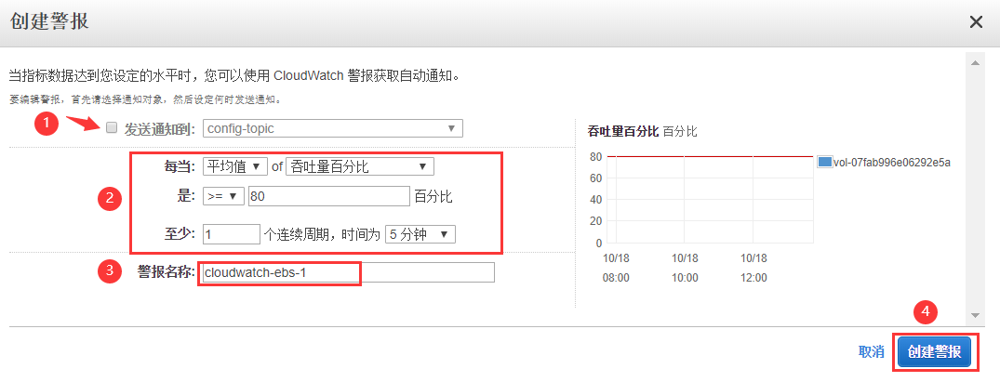 创建警报
当指标数据达到您设定的水平时，您可以使用 CloudWatch 警报获取自动通知。
要编辑警报，首先请选择通知对象，然后设定何时发送通知。
1 发送通知到: config-topic
2
每当: 平均值 of 吞吐量百分比
是: >= 80 百分比
至少: 1 个连续周期，时间为 5 分钟
3 警报名称: cloudwatch-ebs-1
吞吐量百分比 百分比
80
60
40
20
0
10/18 10/18 10/18
08:00 10:00 12:00
vol-07fab996e06292e5a
4
取消 创建警报